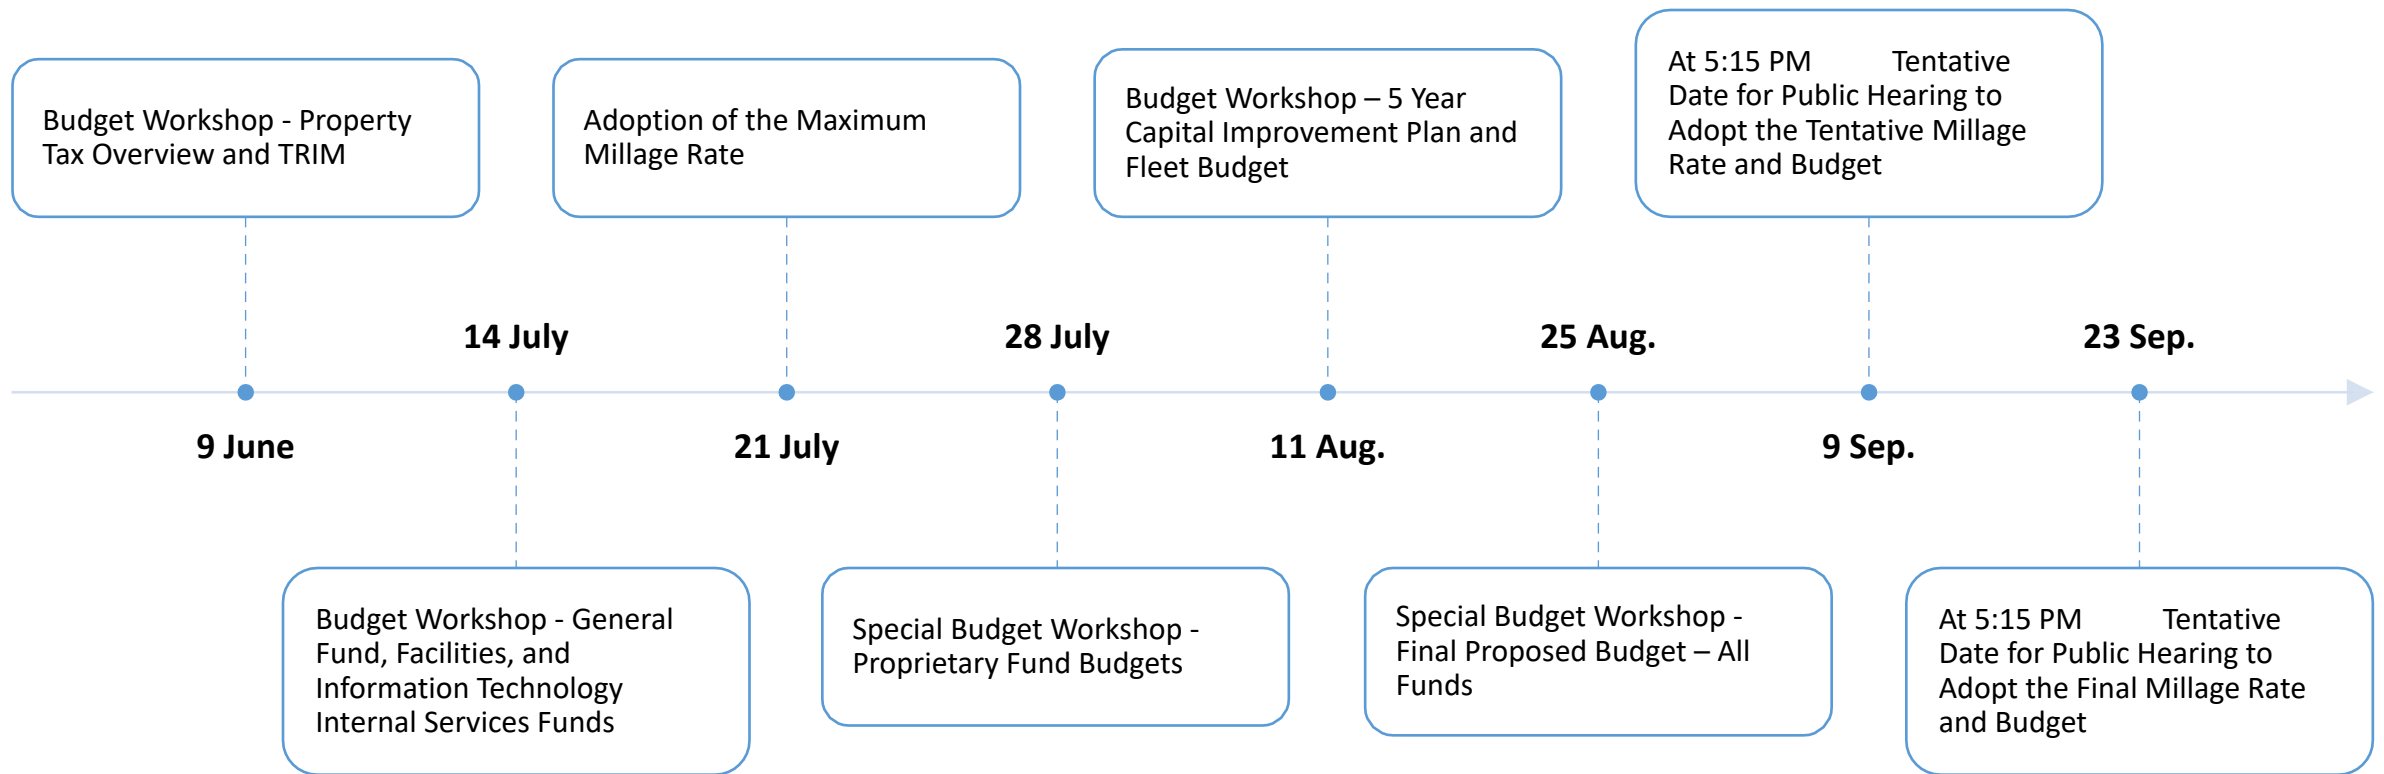 Budget Workshop - Property
Tax Overview and TRIM
Adoption of the Maximum
Millage Rate
Budget Workshop – 5 Year
Capital Improvement Plan and
Fleet Budget
At 5:15 PM Tentative
Date for Public Hearing to
Adopt the Tentative Millage
Rate and Budget
14 July
28 July
25 Aug.
23 Sep.
9 June
21 July
11 Aug.
9 Sep.
Budget Workshop - General
Fund, Facilities, and
Information Technology
Internal Services Funds
Special Budget Workshop -
Proprietary Fund Budgets
Special Budget Workshop -
Final Proposed Budget – All
Funds
At 5:15 PM Tentative
Date for Public Hearing to
Adopt the Final Millage Rate
and Budget